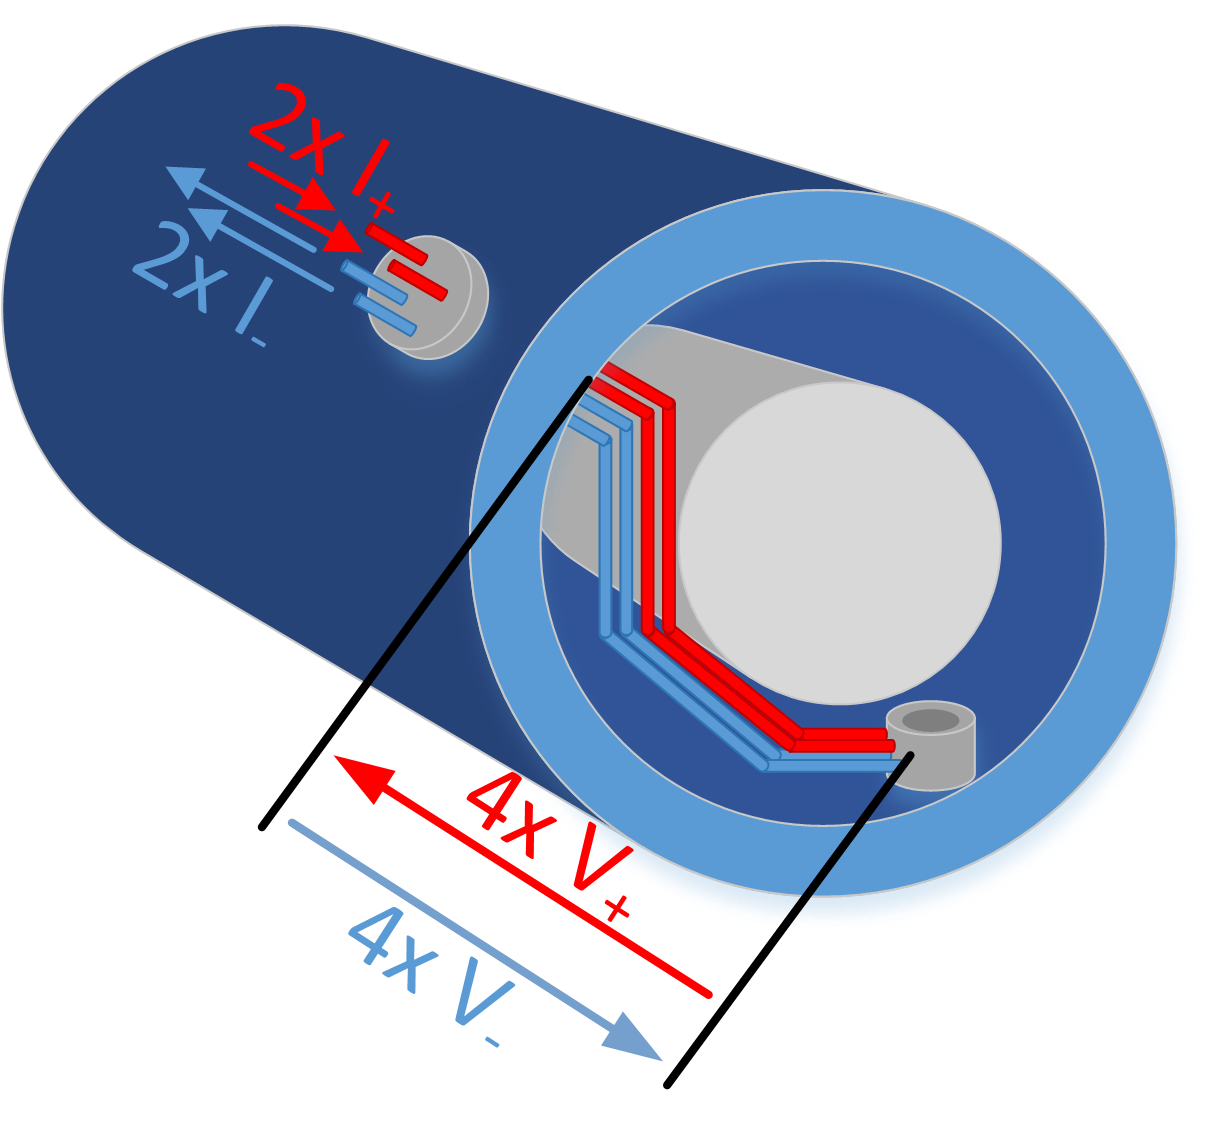 2x I₊
2x I₋
4x V₊
4x V₋